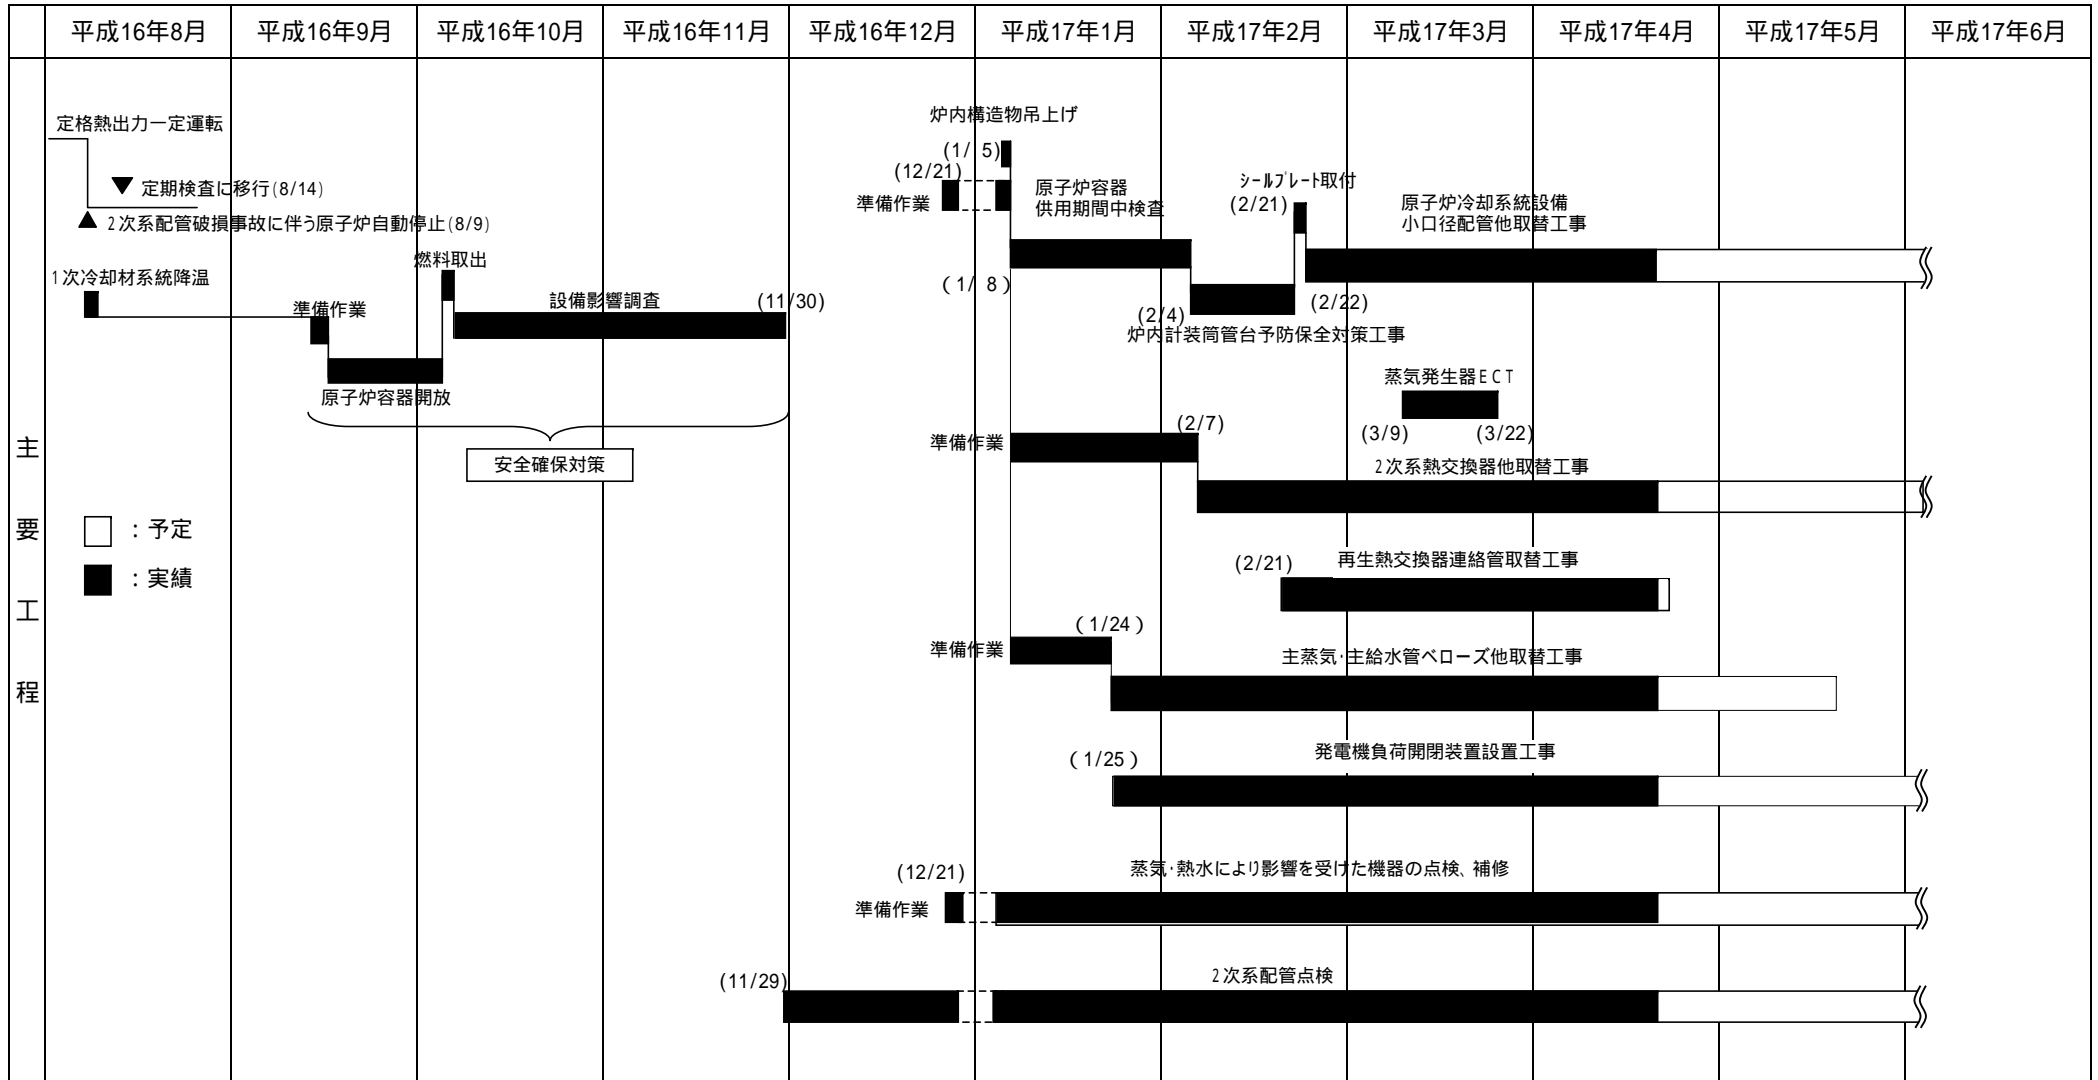 平成16年8月
平成16年9月
平成16年10月
平成16年11月
平成16年12月
平成17年1月
平成17年2月
平成17年3月
平成17年4月
平成17年5月
平成17年6月
主要工程
定格熱出力一定運転
▼ 定期検査に移行(8/14)
▲ 2次系配管破損事故に伴う原子炉自動停止(8/9)
1次冷却材系統降温
準備作業
原子炉容器開放
燃料取出
設備影響調査
(11/30)
安全確保対策
:予定
:実績
炉内構造物吊上げ
(1/ 5)
(12/21)
準備作業
原子炉容器
供用期間中検査
(1/ 8)
(2/4)
炉内計装筒管台予防保全対策工事
シールプレート取付
(2/21)
(2/22)
原子炉冷却系統設備
小口径配管他取替工事
蒸気発生器ECT
(3/9)
(3/22)
準備作業
(2/7)
2次系熱交換器他取替工事
(2/21)
再生熱交換器連絡管取替工事
準備作業
(1/24)
主蒸気・主給水管ベローズ他取替工事
(1/25)
発電機負荷開閉装置設置工事
(12/21)
準備作業
蒸気・熱水により影響を受けた機器の点検、補修
(11/29)
2次系配管点検